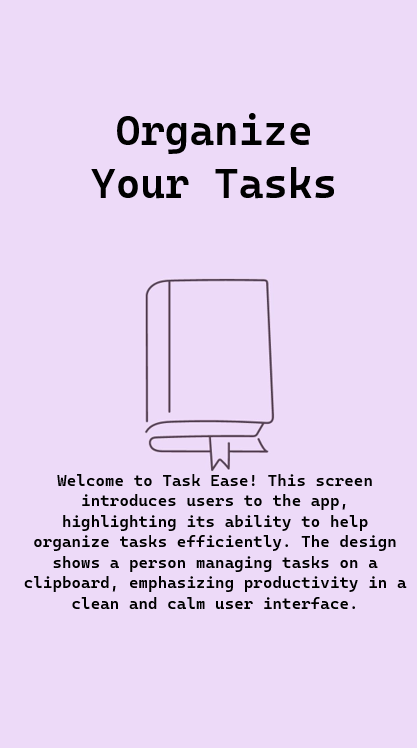 Organize
Your Tasks
Welcome to Task Ease! This screen
introduces users to the app,
highlighting its ability to help
organize tasks efficiently. The design
shows a person managing tasks on a
clipboard, emphasizing productivity in a
clean and calm user interface.